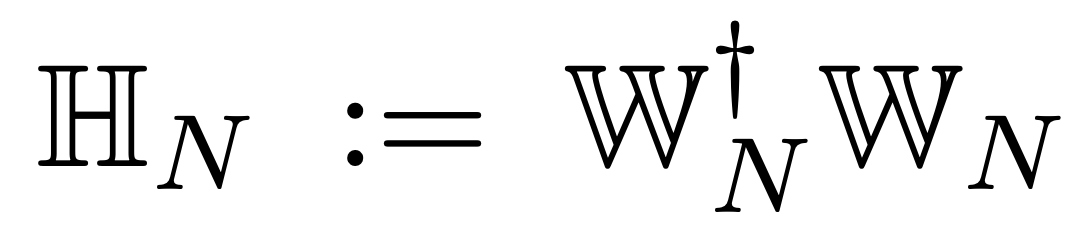 ℍ_N := 𝕎_N^† 𝕎_N